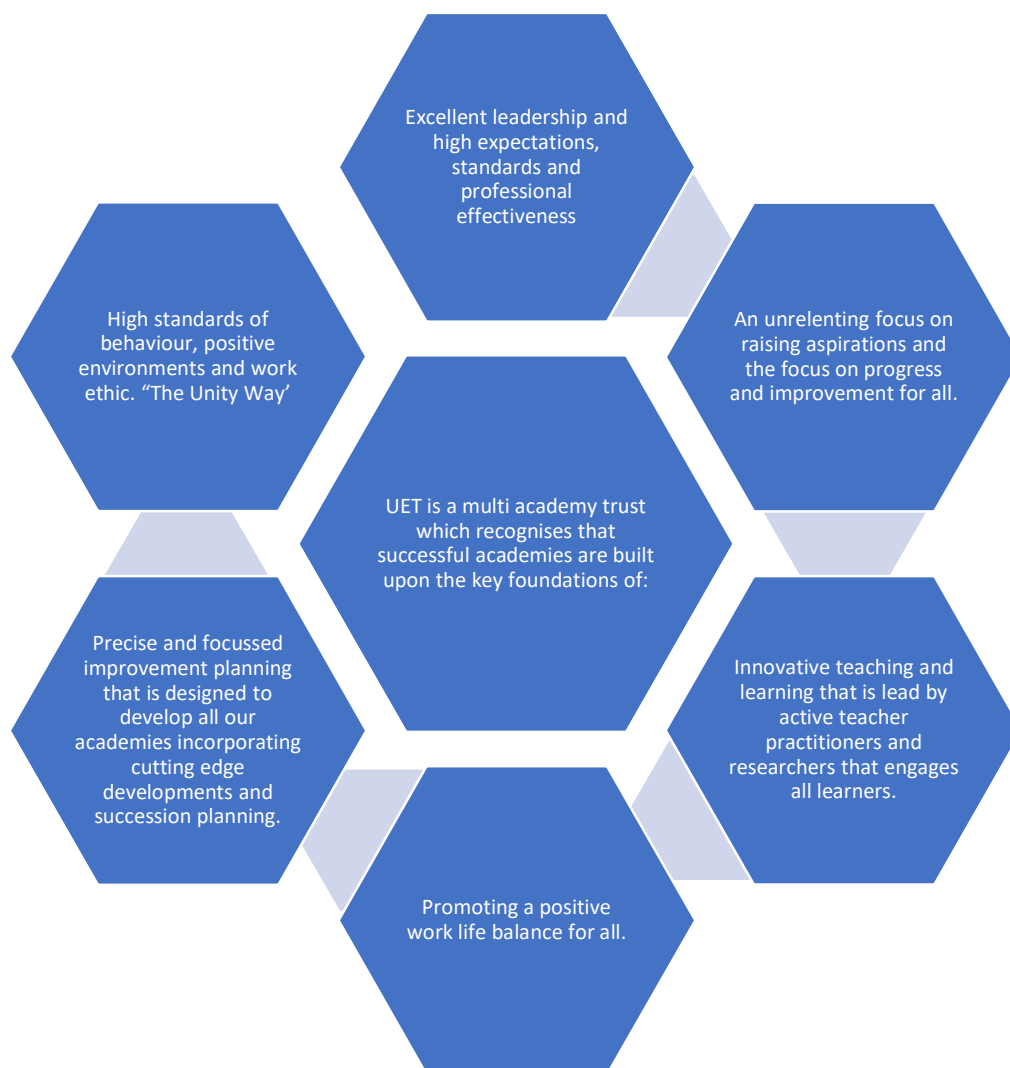 Excellent leadership and
high expectations,
standards and
professional
effectiveness
An unrelenting focus on
raising aspirations and
the focus on progress
and improvement for all.
Innovative teaching and
learning that is lead by
active teacher
practitioners and
researchers that engages
all learners.
Promoting a positive
work life balance for all.
Precise and focussed
improvement planning
that is designed to
develop all our
academies incorporating
cutting edge
developments and
succession planning.
High standards of
behaviour, positive
environments and work
ethic. “The Unity Way’
UET is a multi academy trust
which recognises that
successful academies are built
upon the key foundations of: